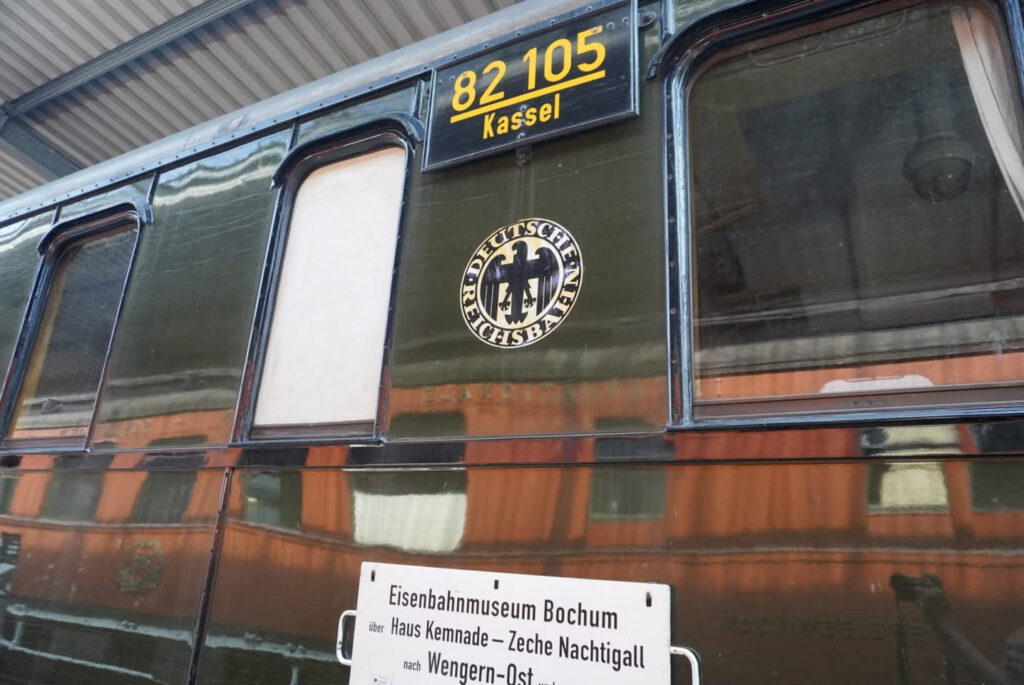 82 105
Kassel
DEUTSCHE
REICHSBAHN
Eisenbahnmuseum Bochum
über Haus Kemnade – Zeche Nachtigall
nach Wengern-Ost